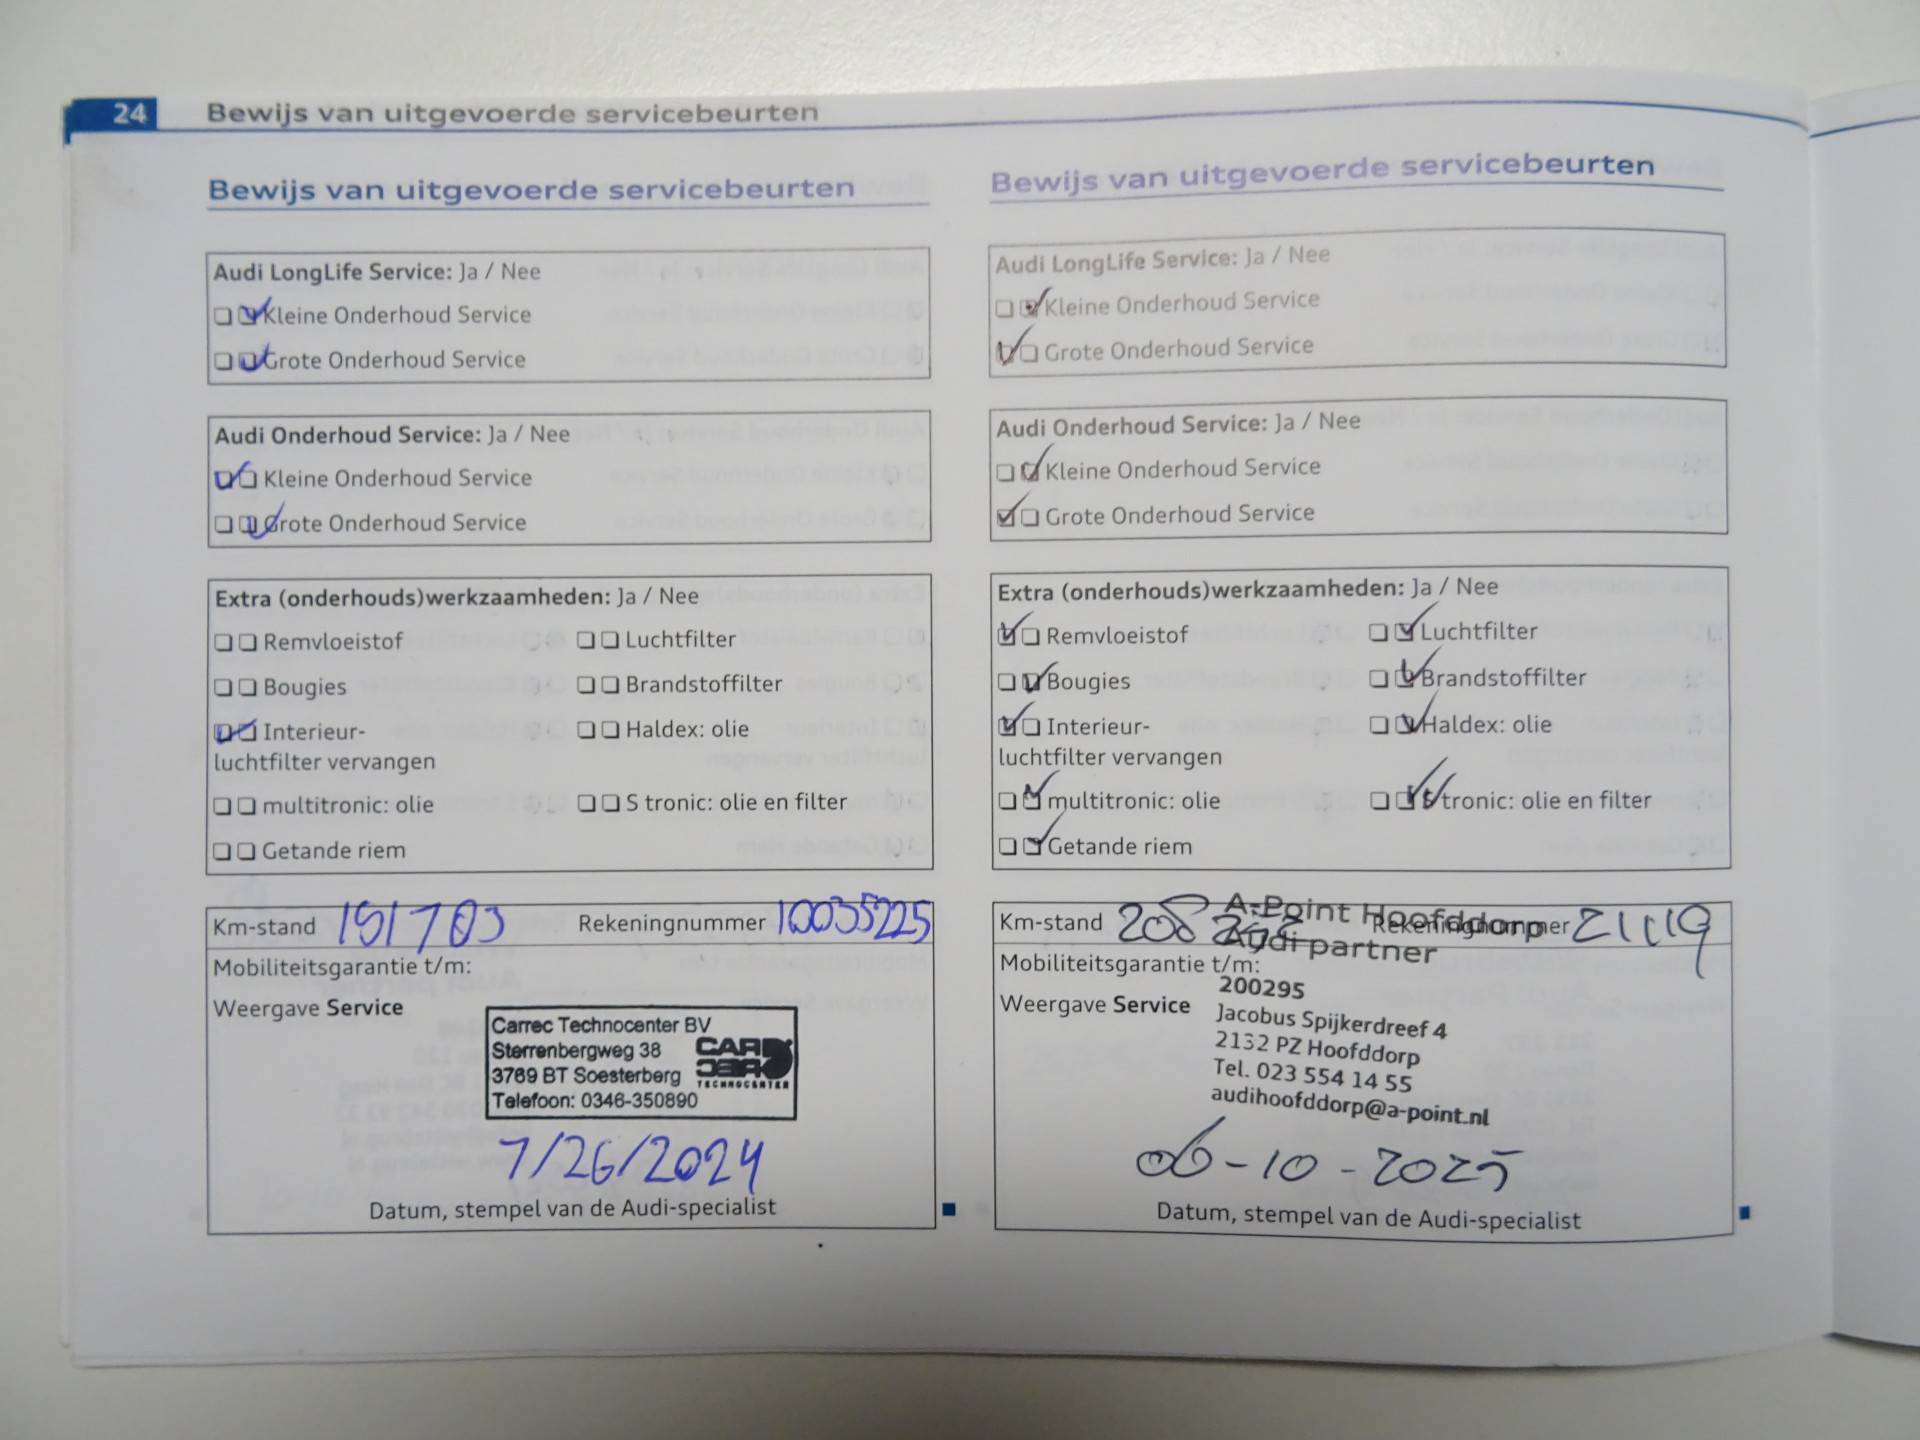 24 Bewijs van uitgevoerde servicebeurten
Bewijs van uitgevoerde servicebeurten
Audi LongLife Service: Ja / Nee
Kleine Onderhoud Service
Grote Onderhoud Service
Audi Onderhoud Service: Ja / Nee
Kleine Onderhoud Service
Grote Onderhoud Service
Extra (onderhouds)werkzaamheden: Ja / Nee
Remvloeistof Luchtfilter
Bougies Brandstoffilter
Interieur- Haldex: olie
luchtfilter vervangen
multitronic: olie S tronic: olie en filter
Getande riem
Km-stand 191703 Rekeningnummer 10035225
Mobiliteitsgarantie t/m:
Weergave Service
Carrec Technocenter BV
Sterrenbergweg 38
3769 BT Soesterberg
Telefoon: 0346-350890
CAR
REC
TECHNOCENTER
7/26/2024
Datum, stempel van de Audi-specialist
Bewijs van uitgevoerde servicebeurten
Audi LongLife Service: Ja / Nee
Kleine Onderhoud Service
Grote Onderhoud Service
Audi Onderhoud Service: Ja / Nee
Kleine Onderhoud Service
Grote Onderhoud Service
Extra (onderhouds)werkzaamheden: Ja / Nee
Remvloeistof Luchtfilter
Bougies Brandstoffilter
Interieur- Haldex: olie
luchtfilter vervangen
multitronic: olie S tronic: olie en filter
Getande riem
Km-stand Rekeningnummer 21119
A-Point Hoofddorp
Audi partner
Mobiliteitsgarantie t/m:
Weergave Service
200295
Jacobus Spijkerdreef 4
2132 PZ Hoofddorp
Tel. 023 554 14 55
audihoofddorp@a-point.nl
06-10-2025
Datum, stempel van de Audi-specialist